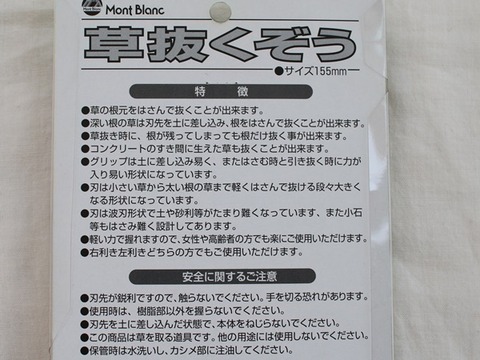 Mont Blanc
草抜くぞう
●サイズ155mm
特徴
●草の根元をはさんで抜くことが出来ます。
●深い根の草は刃先を土に差し込み、根をはさんで抜くことが出来ます。
●草抜き時に、根が残ってしまっても根だけ抜く事が出来ます。
●コンクリートのすき間に生えた草も抜くことが出来ます。
●グリップは土に差し込み易く、またはさむ時と引き抜く時に力が
入り易い形状になっています。
●刃は小さい草から太い根の草まで軽くはさんで抜ける段々大きく
なる形状になっています。
●刃は波刃形状で土や砂利等がたまり難くなっています、また小石
等もはさみ難く設計してあります。
●軽い力で握れますので、女性や高齢者の方でも楽にご使用いただけます。
●右利き左利きどちらの方でもご使用いただけます。
安全に関するご注意
●刃先が鋭利ですので、触らないでください。手を切る恐れがあります。
●使用時は、樹脂部以外を握らないでください。
●刃先を土に差し込んだ状態で、本体をねじらないでください。
●この商品は草を取る道具です。他の用途には使用しないでください。
●保管時は水洗いし、カシメ部に注油してください。